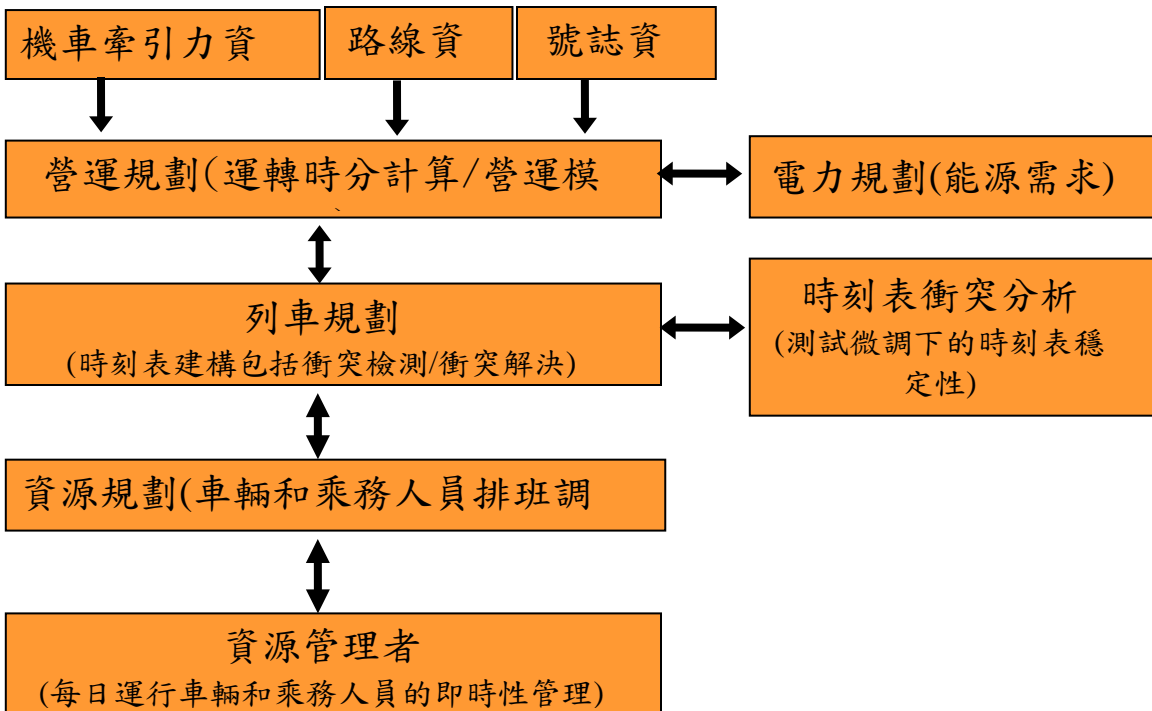 機車牽引力資
路線資
號誌資
營運規劃(運轉時分計算/營運模
電力規劃(能源需求)
列車規劃
(時刻表建構包括衝突檢測/衝突解決)
時刻表衝突分析
(測試微調下的時刻表穩
定性)
資源規劃(車輛和乘務人員排班調
資源管理者
(每日運行車輛和乘務人員的即時性管理)